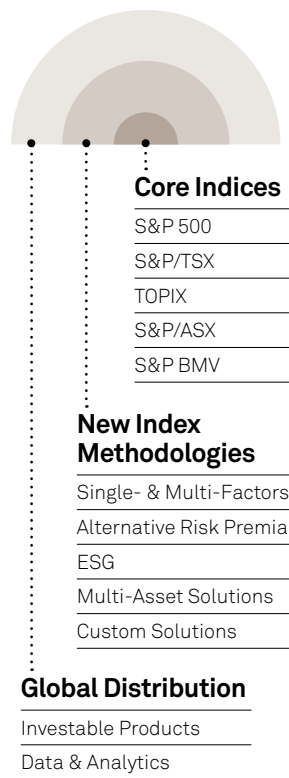 Core Indices
S&P 500
S&P/TSX
TOPIX
S&P/ASX
S&P BMV
New Index
Methodologies
Single- & Multi-Factors
Alternative Risk Premia
ESG
Multi-Asset Solutions
Custom Solutions
Global Distribution
Investable Products
Data & Analytics